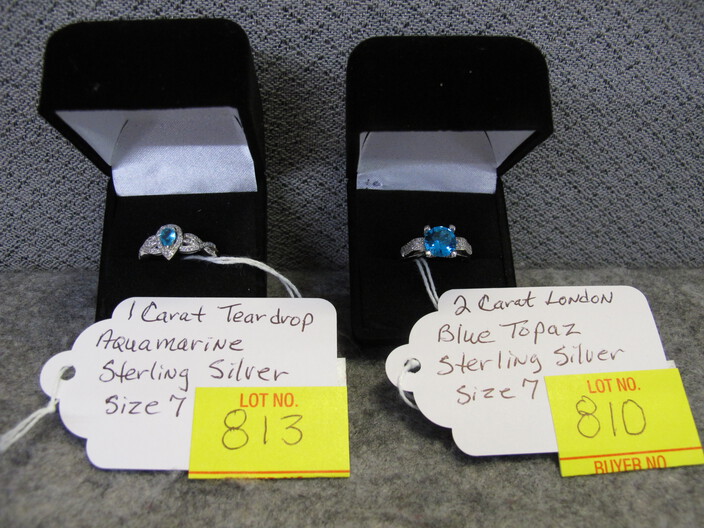 1 Carat Teardrop
Aquamarine
Sterling Silver
Size 7
LOT NO.
813
2 Carat London
Blue Topaz
Sterling Silver
Size 7
LOT NO.
810
BUYER NO